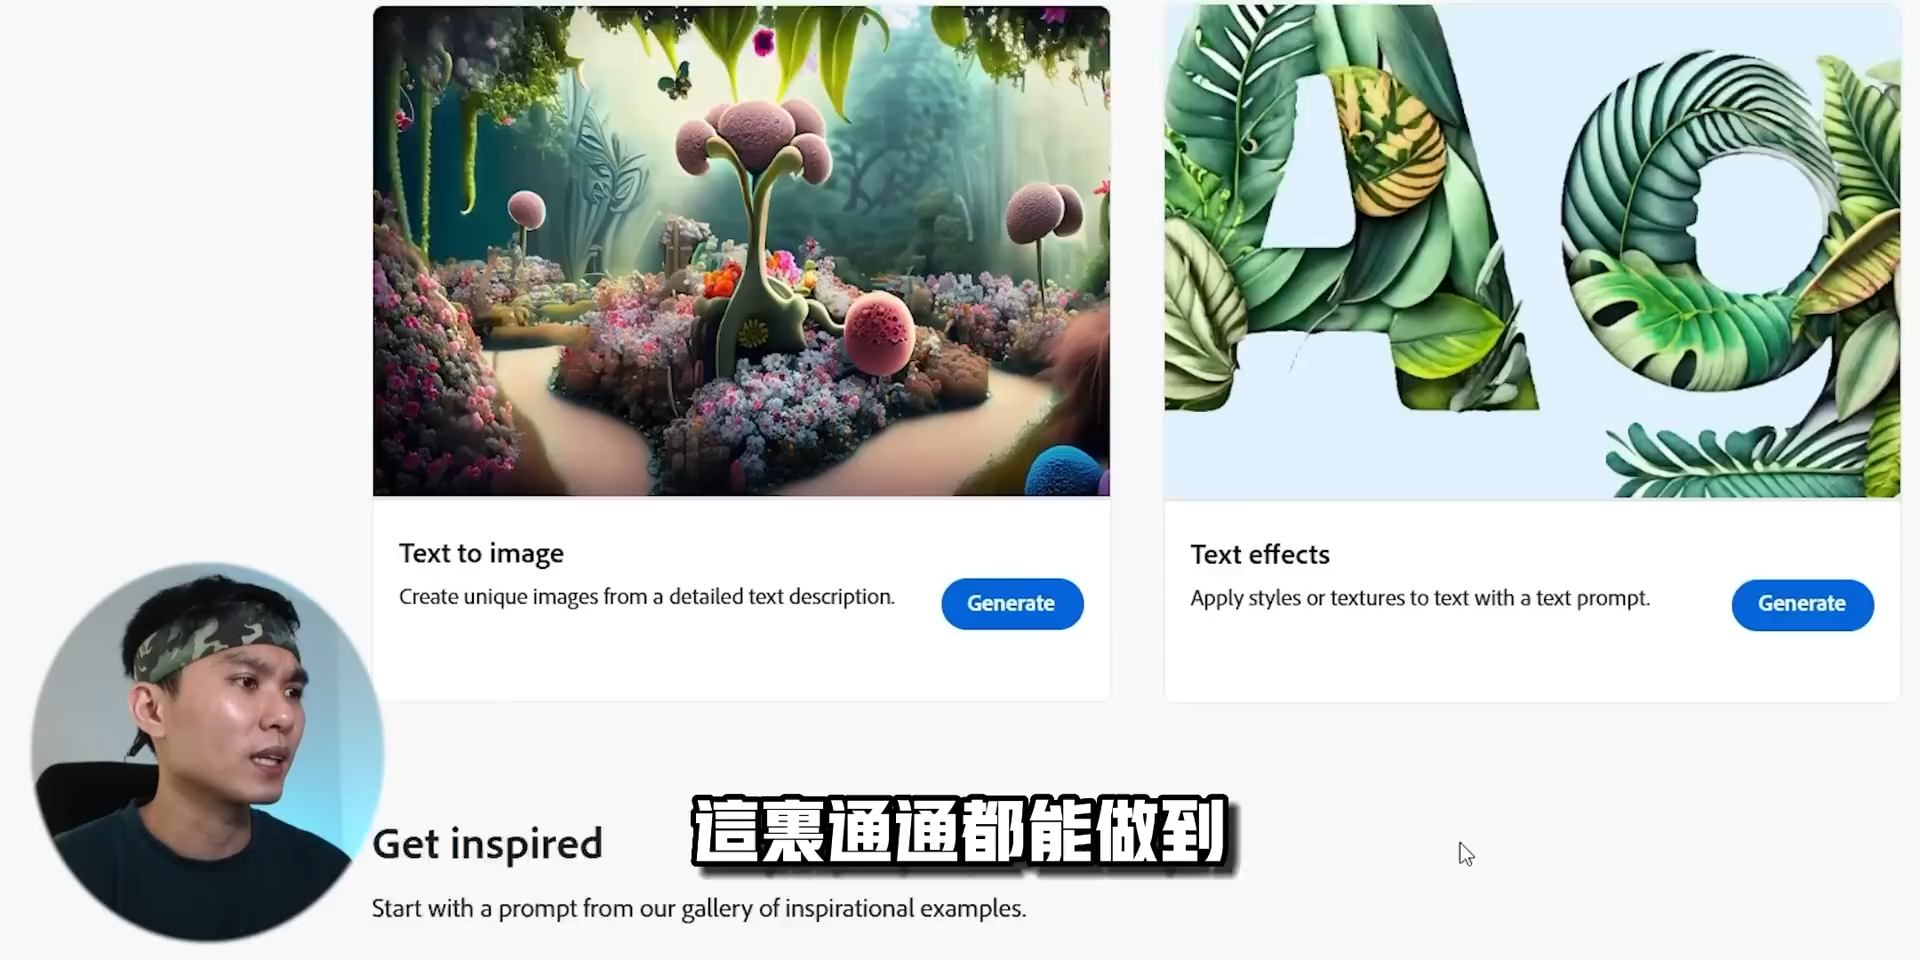 Ag
Text to image
Create unique images from a detailed text description.
Generate
Text effects
Apply styles or textures to text with a text prompt.
Generate
Get inspired
這裏通通都能做到
Start with a prompt from our gallery of inspirational examples.